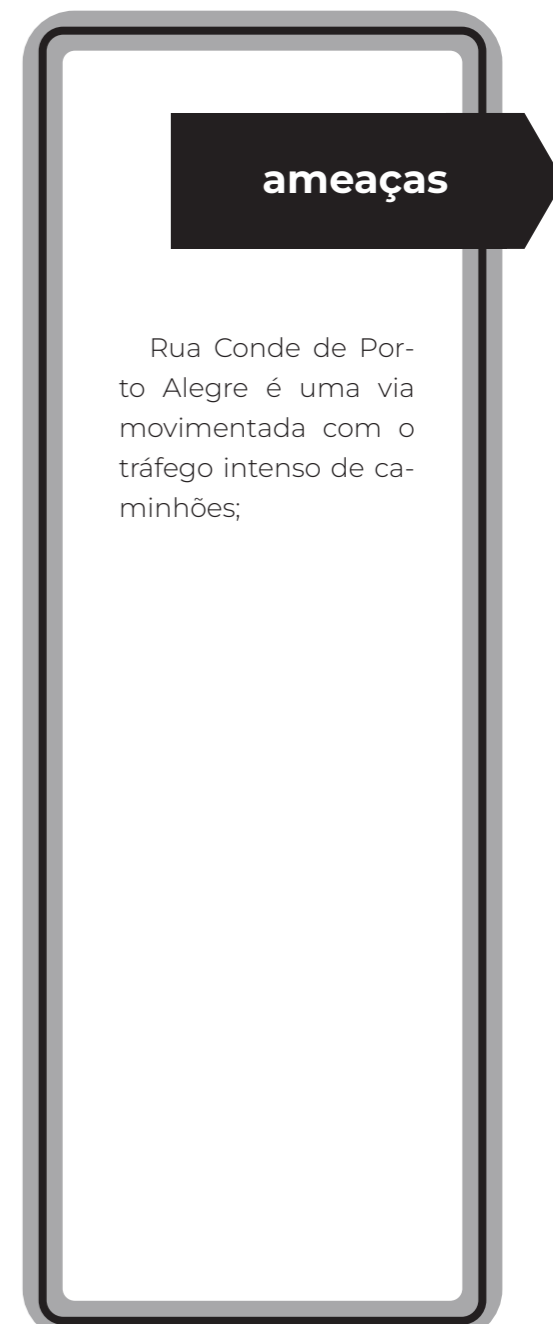 ameaças
Rua Conde de Por-
to Alegre é uma via
movimentada com o
tráfego intenso de ca-
minhões;